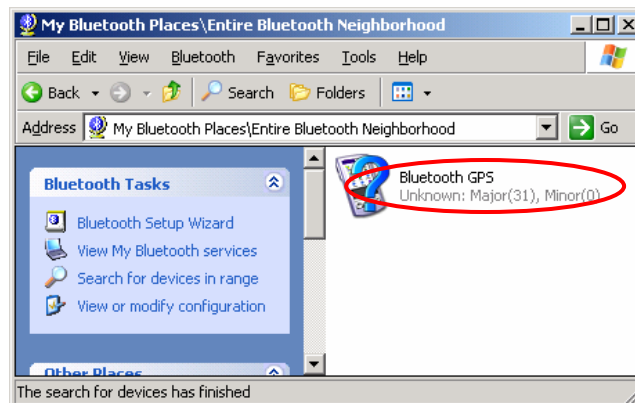 My Bluetooth Places\Entire Bluetooth Neighborhood
File Edit View Bluetooth Favorites Tools Help
Back Search Folders
Address My Bluetooth Places\Entire Bluetooth Neighborhood Go
Bluetooth Tasks
Bluetooth Setup Wizard
View My Bluetooth services
Search for devices in range
View or modify configuration
Other Places
Bluetooth GPS
Unknown: Major(31), Minor(0)
The search for devices has finished